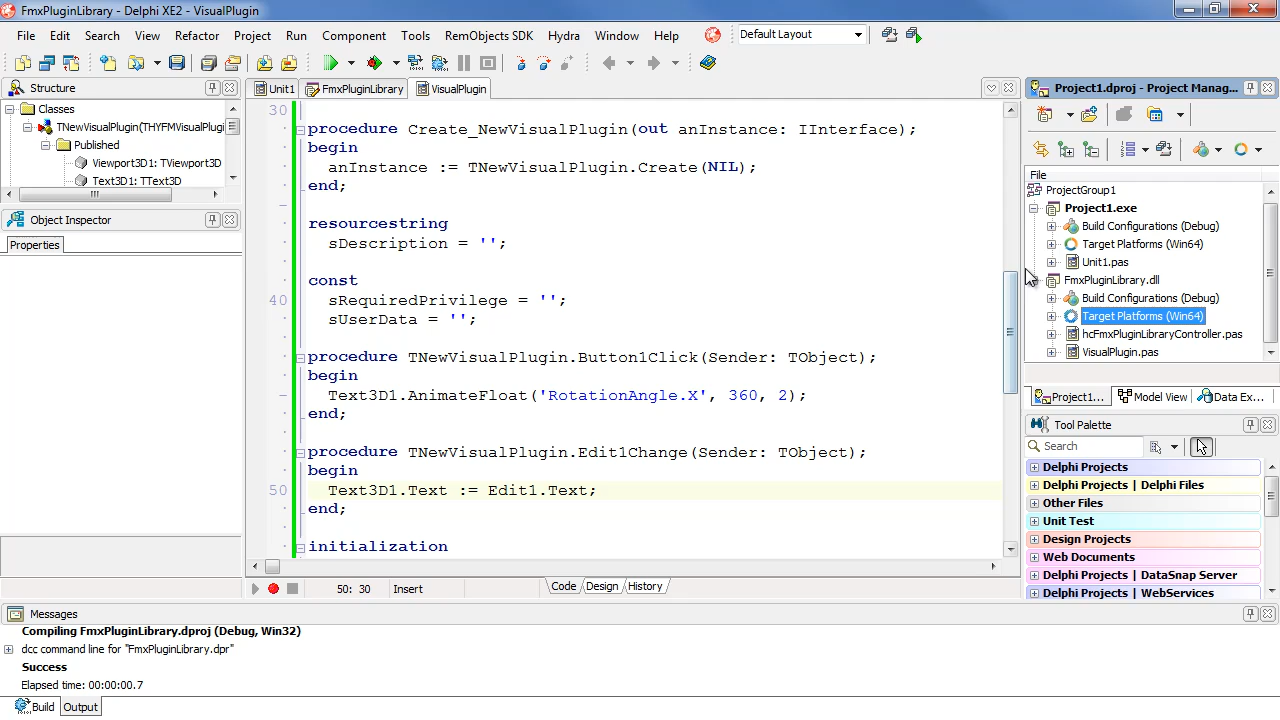 FmxPluginLibrary - Delphi XE2 - VisualPlugin
File Edit Search View Refactor Project Run Component Tools RemObjects SDK Hydra Window Help Default Layout
Structure
Classes
TNewVisualPlugin(THYFMVisualPlugi
Published
Viewport3D1: TViewport3D
Text3D1: TText3D
Object Inspector
Properties
Unit1 FmxPluginLibrary VisualPlugin
30
procedure Create_NewVisualPlugin(out anInstance: IInterface);
begin
anInstance := TNewVisualPlugin.Create(NIL);
end;
resourcestring
sDescription = '';
const
40 sRequiredPrivilege = '';
sUserData = '';
procedure TNewVisualPlugin.Button1Click(Sender: TObject);
begin
Text3D1.AnimateFloat('RotationAngle.X', 360, 2);
end;
procedure TNewVisualPlugin.Edit1Change(Sender: TObject);
begin
50 Text3D1.Text := Edit1.Text;
end;
initialization
50: 30 Insert Code Design History
Project1.dproj - Project Manag...
File
ProjectGroup1
Project1.exe
Build Configurations (Debug)
Target Platforms (Win64)
Unit1.pas
FmxPluginLibrary.dll
Build Configurations (Debug)
Target Platforms (Win64)
hcFmxPluginLibraryController.pas
VisualPlugin.pas
Project1... Model View Data Ex...
Tool Palette
Search
Delphi Projects
Delphi Projects | Delphi Files
Other Files
Unit Test
Design Projects
Web Documents
Delphi Projects | DataSnap Server
Delphi Projects | WebServices
Messages
Compiling FmxPluginLibrary.dproj (Debug, Win32)
dcc command line for "FmxPluginLibrary.dpr"
Success
Elapsed time: 00:00:00.7
Build Output